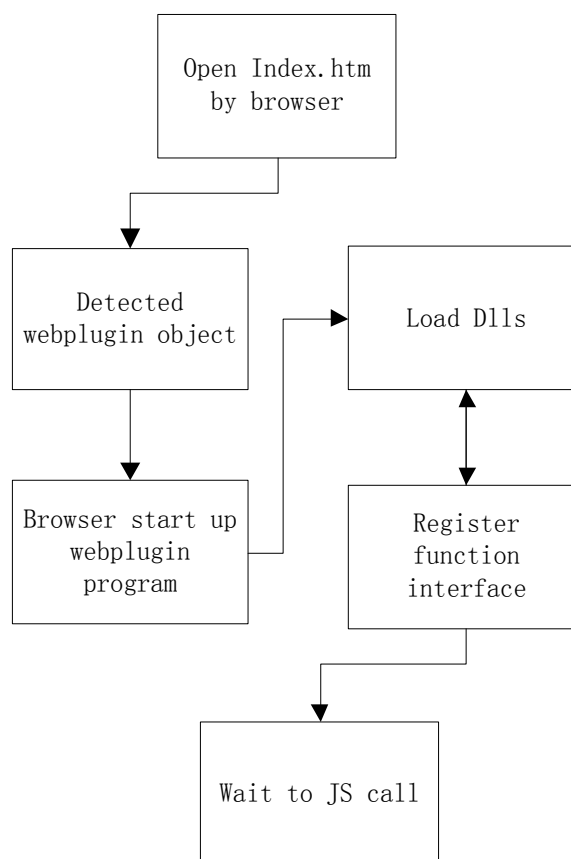 Open Index.htm
by browser
Detected
webplugin object
Load Dlls
Browser start up
webplugin
program
Register
function
interface
Wait to JS call